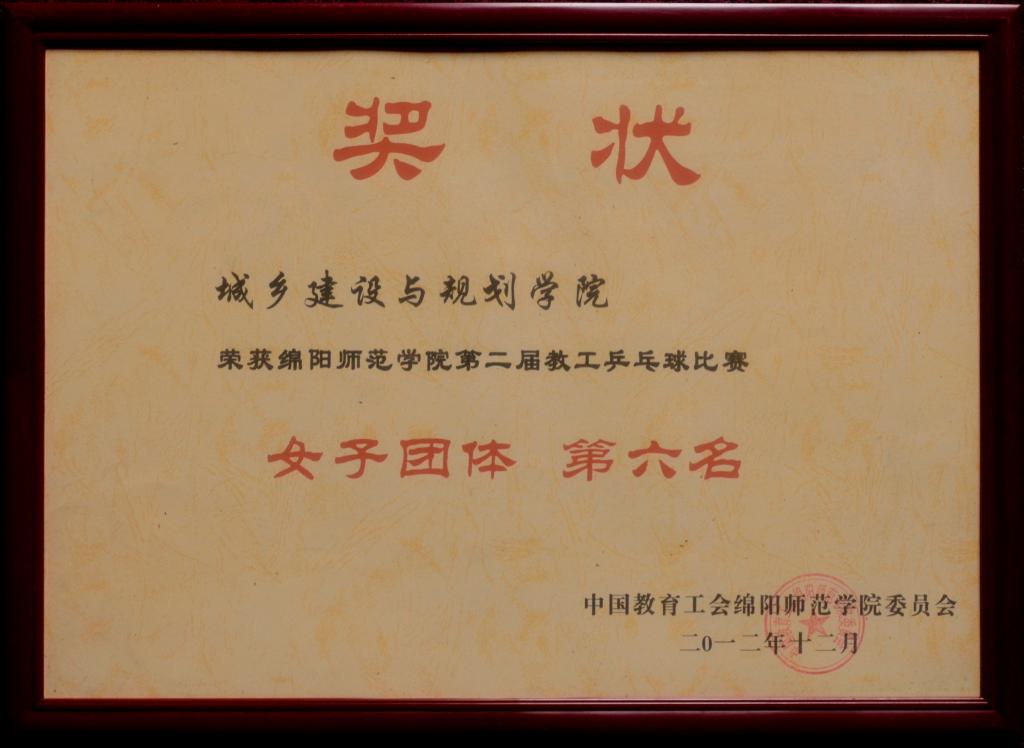 奖 状
城乡建设与规划学院
荣获绵阳师范学院第二届教工乒乓球比赛
女子团体 第六名
中国教育工会绵阳师范学院委员会
二0一二年十二月